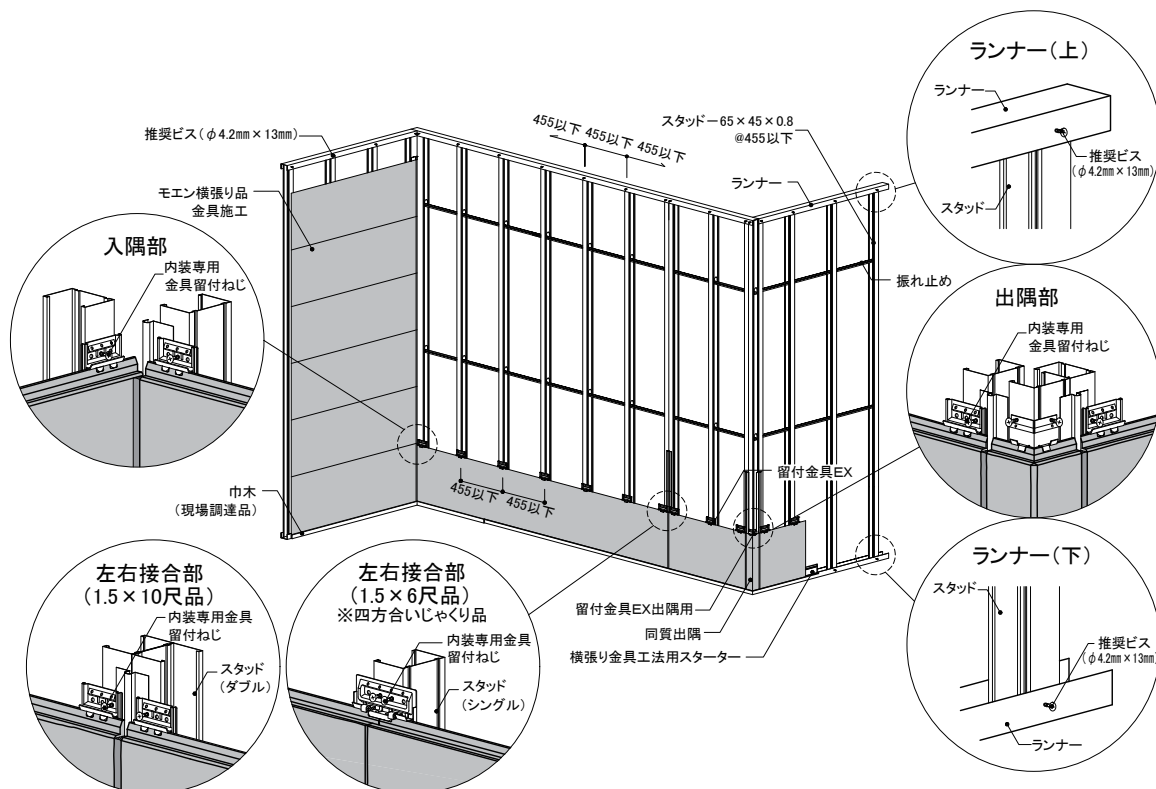 ランナー(上)
ランナー
推奨ビス
(φ4.2mm×13mm)
スタッド
455以下
455以下
455以下
スタッドー65×45×0.8
@455以下
推奨ビス(φ4.2mm×13mm)
ランナー
モエン横張り品
金具施工
入隅部
内装専用
金具留付ねじ
振れ止め
出隅部
内装専用
金具留付ねじ
留付金具EX
455以下
455以下
巾木
(現場調達品)
左右接合部
(1.5×10尺品)
内装専用金具
留付ねじ
スタッド
(ダブル)
左右接合部
(1.5×6尺品)
※四方合いじゃくり品
内装専用金具
留付ねじ
スタッド
(シングル)
留付金具EX出隅用
同質出隅
横張り金具工法用スターター
ランナー(下)
スタッド
推奨ビス
(φ4.2mm×13mm)
ランナー